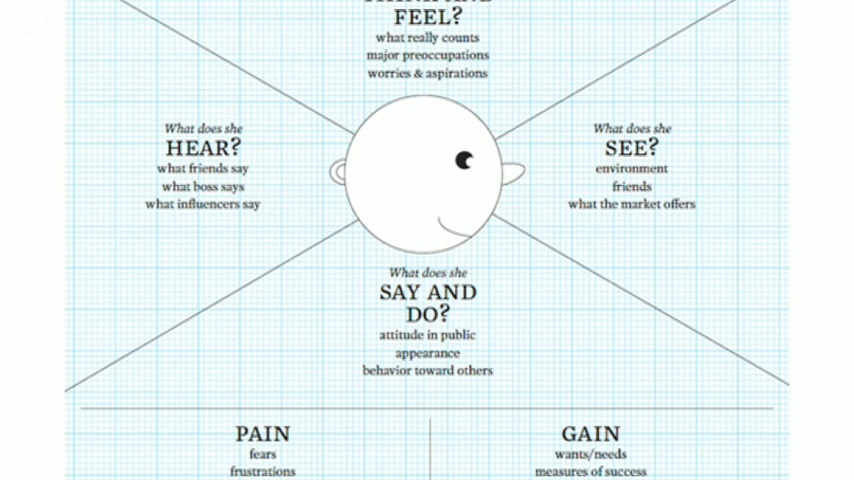 FEEL?
what really counts
major preoccupations
worries & aspirations
What does she
HEAR?
what friends say
what boss says
what influencers say
What does she
SEE?
environment
friends
what the market offers
What does she
SAY AND
DO?
attitude in public
appearance
behavior toward others
PAIN
fears
frustrations
GAIN
wants/needs
measures of success